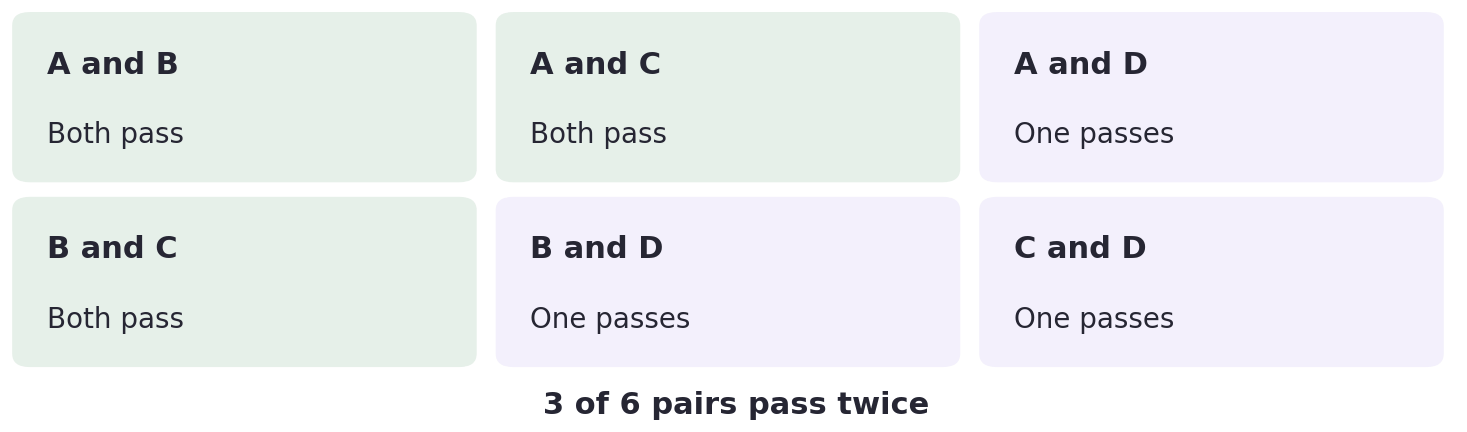 A and B
Both pass
A and C
Both pass
A and D
One passes
B and C
Both pass
B and D
One passes
C and D
One passes
3 of 6 pairs pass twice